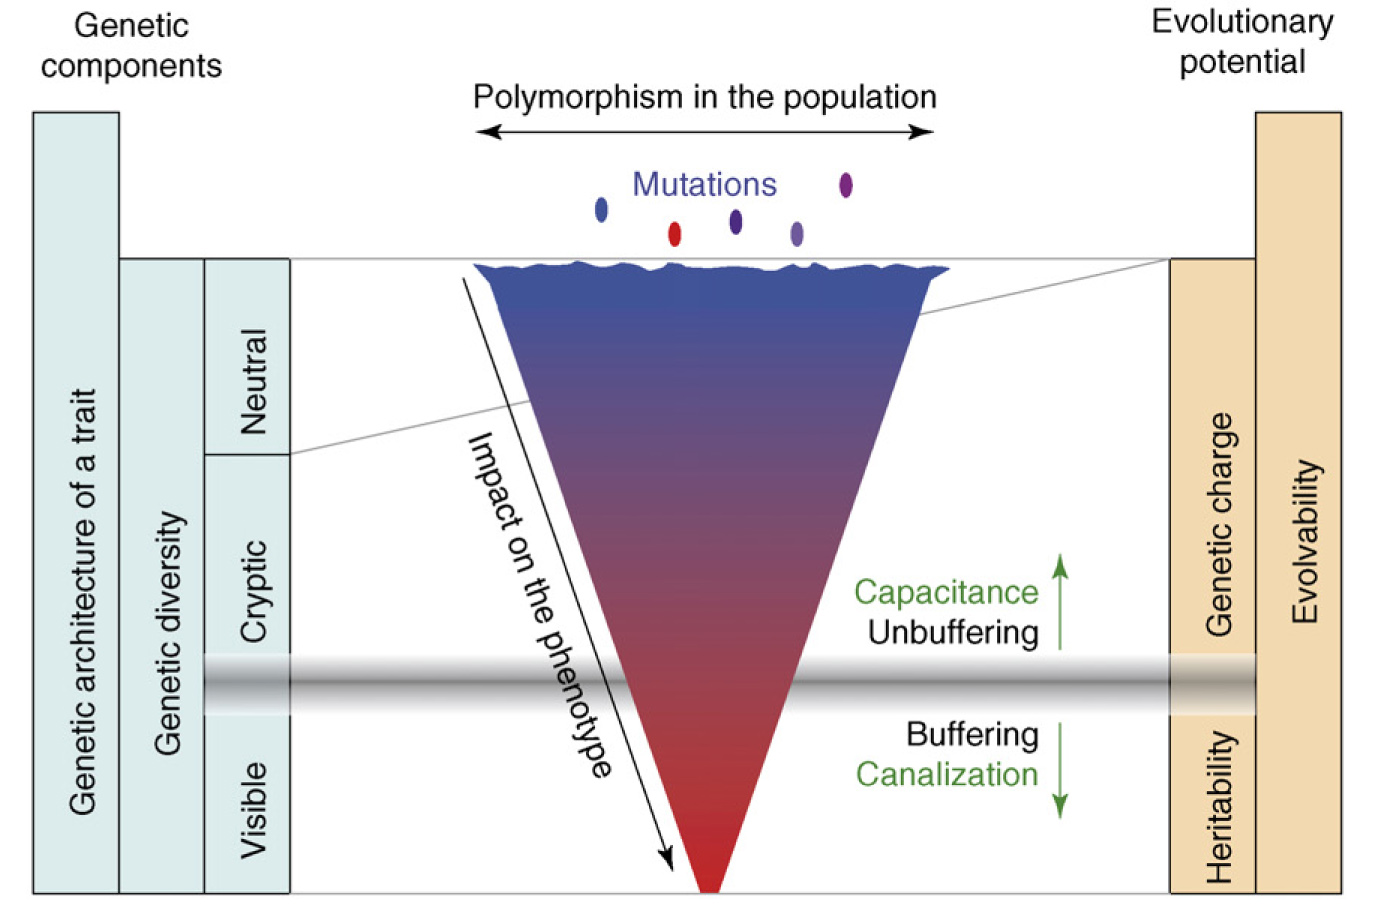 Genetic
components
Evolutionary
potential
Polymorphism in the population
Mutations
Genetic architecture of a trait
Genetic diversity
Neutral
Cryptic
Visible
Impact on the phenotype
Capacitance
Unbuffering
Buffering
Canalization
Genetic charge
Heritability
Evolvability